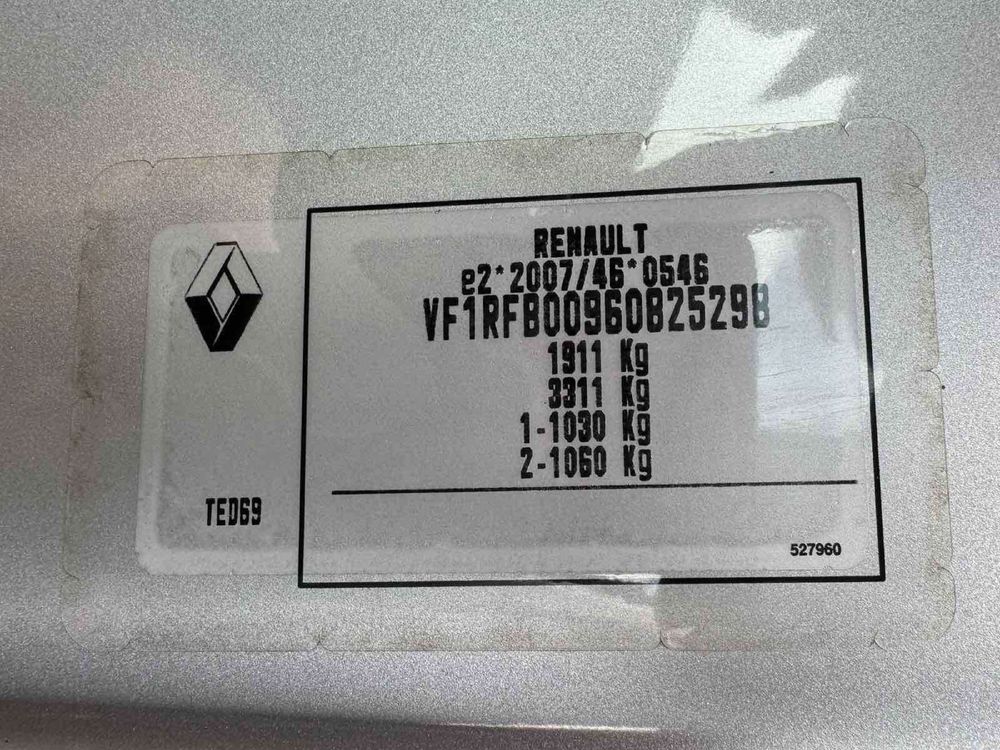 RENAULT
e2*2007/46*0546
VF1RFB00960825298
1911 Kg
3311 Kg
1-1030 Kg
2-1060 Kg
TED69
527960